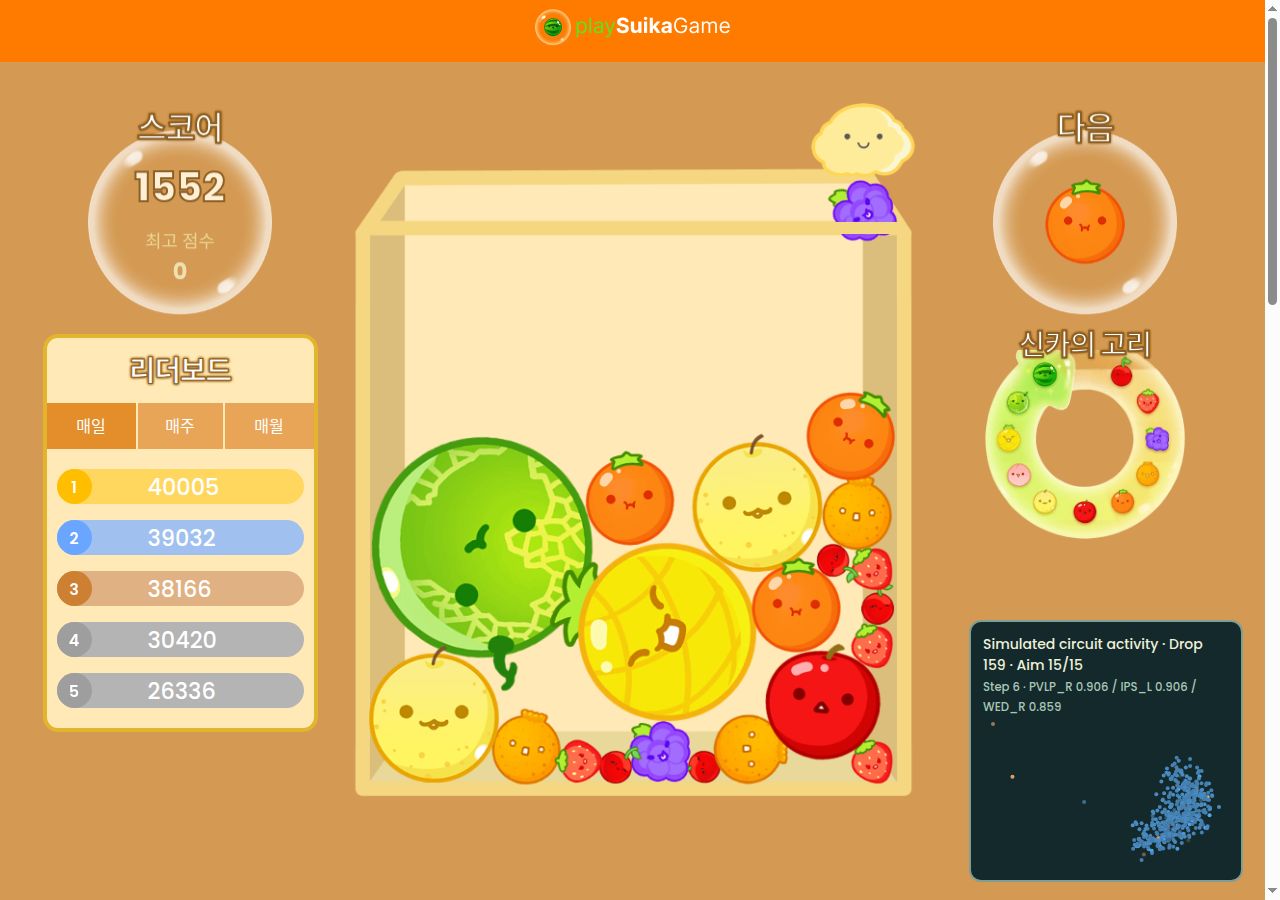 playSuikaGame
스코어
1552
최고 점수
0
리더보드
매일 매주 매월
1 40005
2 39032
3 38166
4 30420
5 26336
다음
신카의 고리
Simulated circuit activity · Drop
159 · Aim 15/15
Step 6 · PVLP_R 0.906 / IPS_L 0.906 /
WED_R 0.859